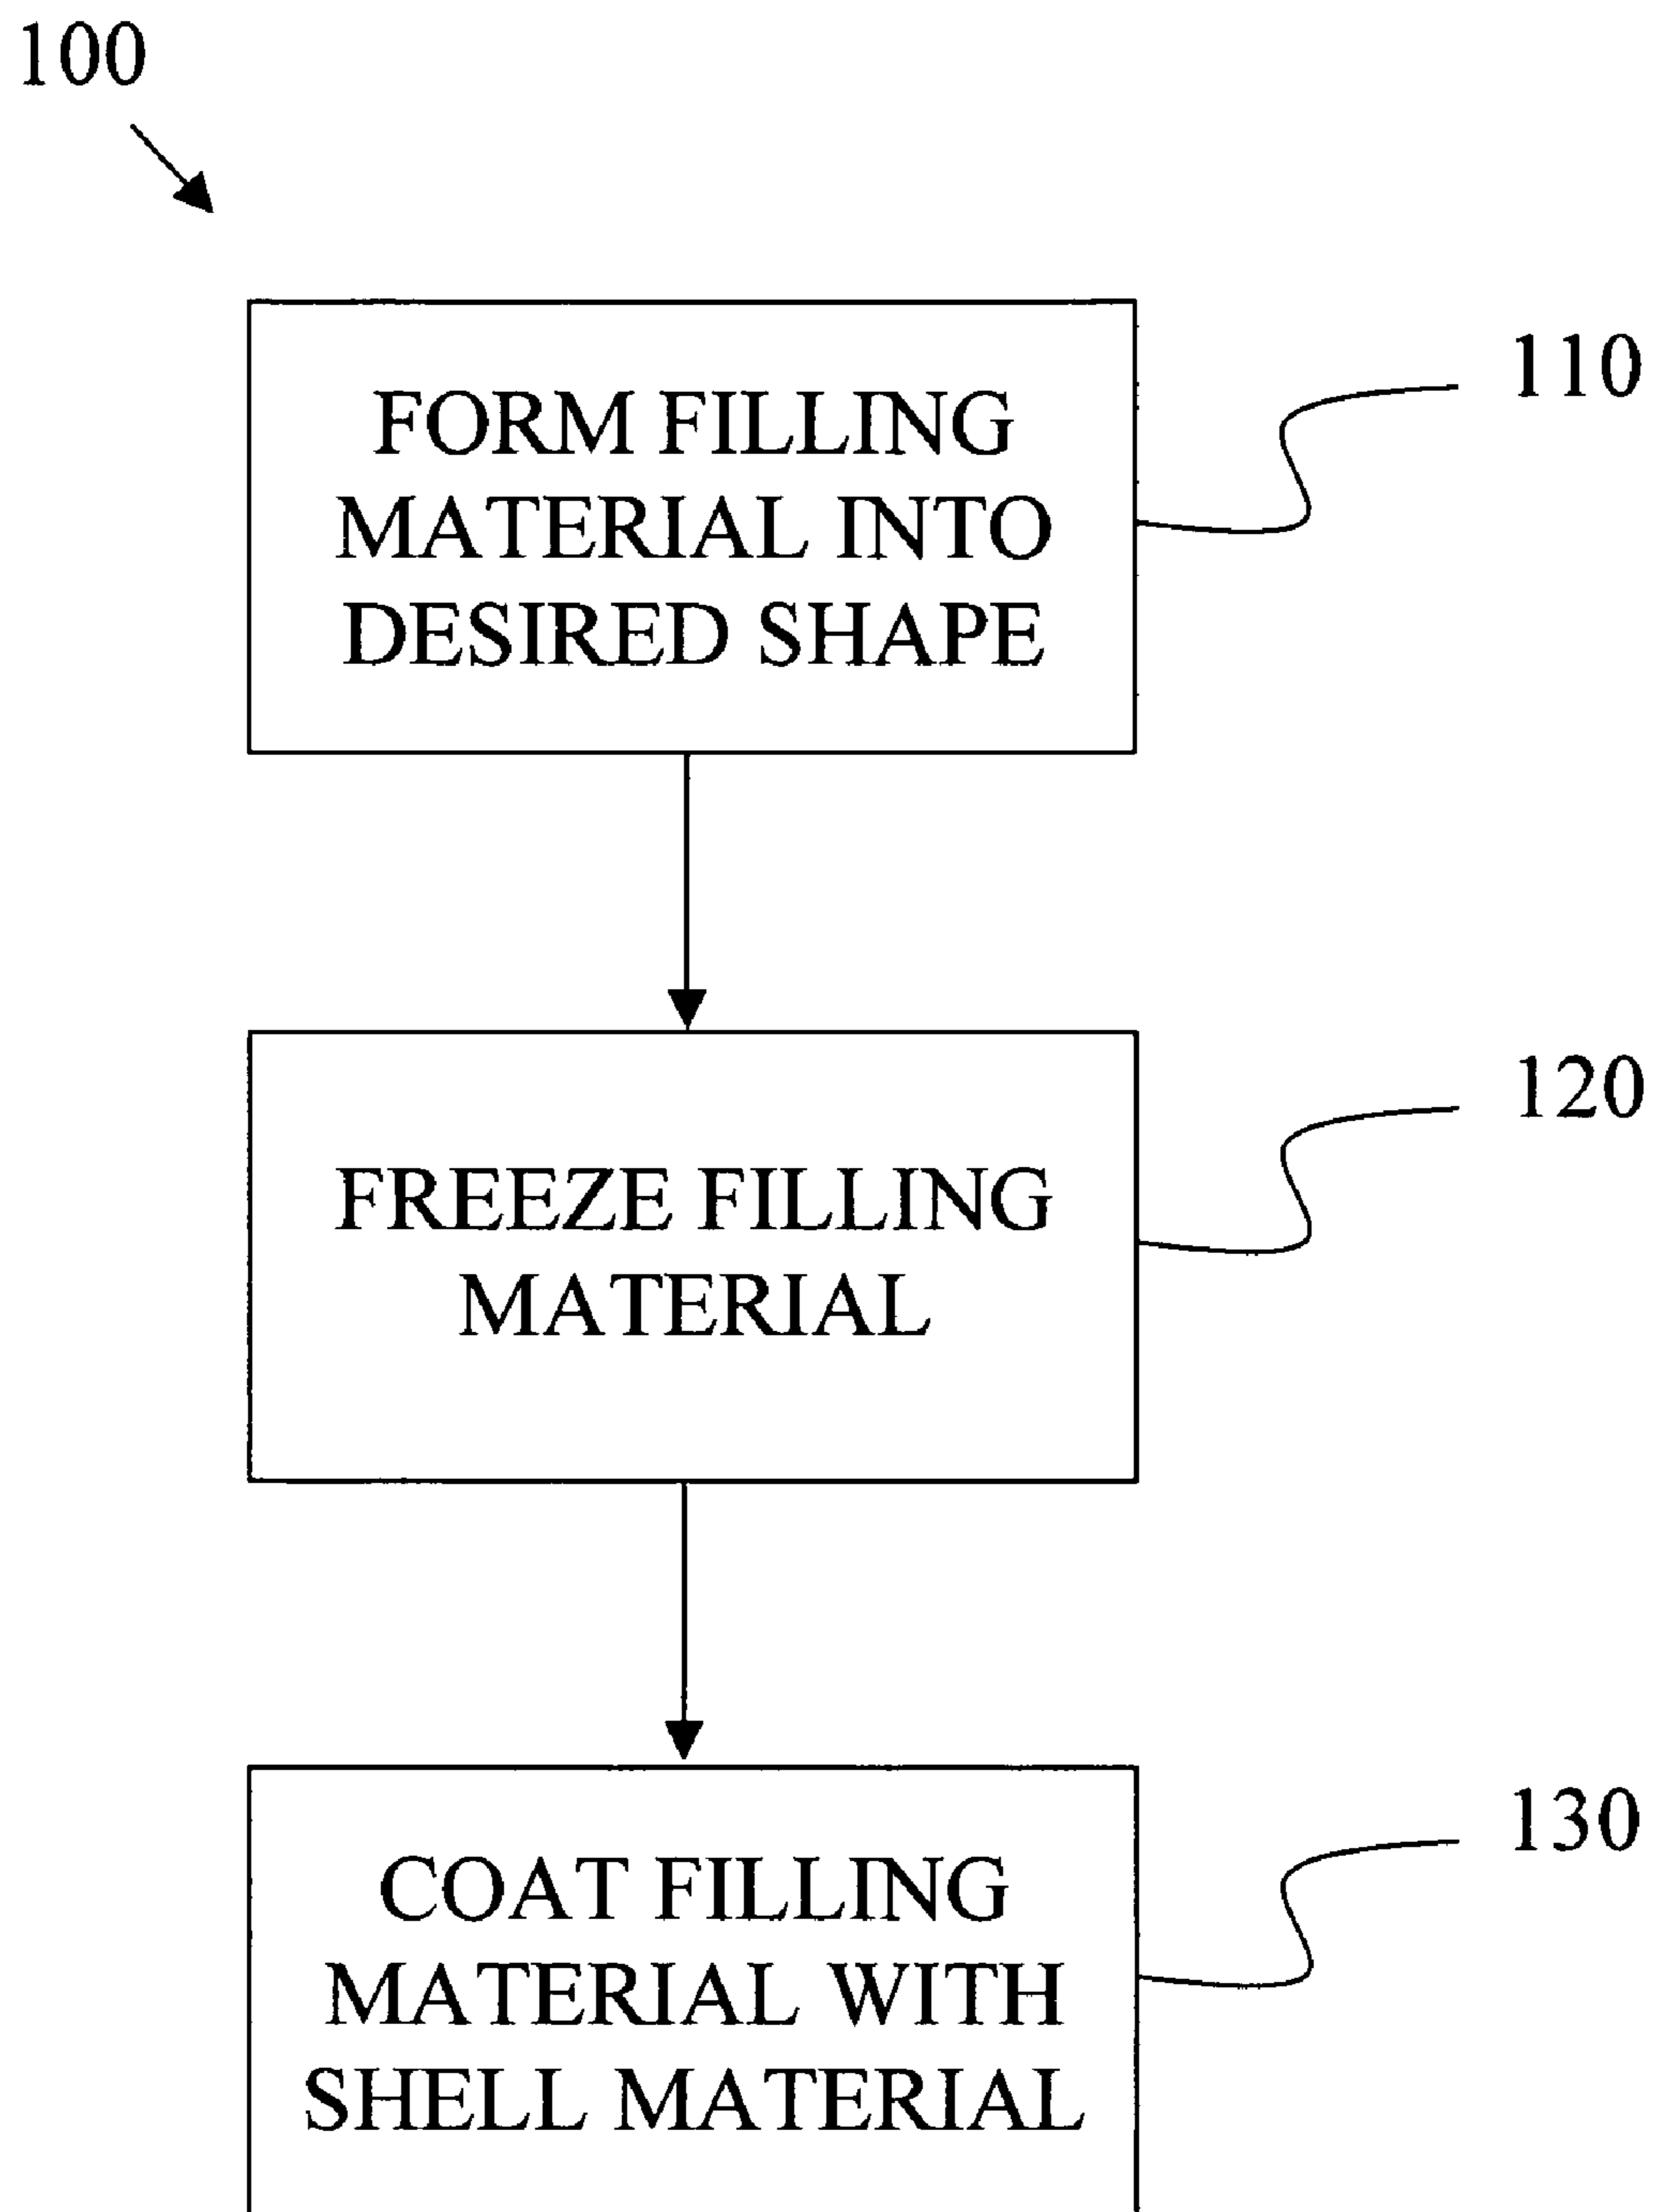 100
FORM FILLING
MATERIAL INTO
DESIRED SHAPE
110
FREEZE FILLING
MATERIAL
120
COAT FILLING
MATERIAL WITH
SHELL MATERIAL
130